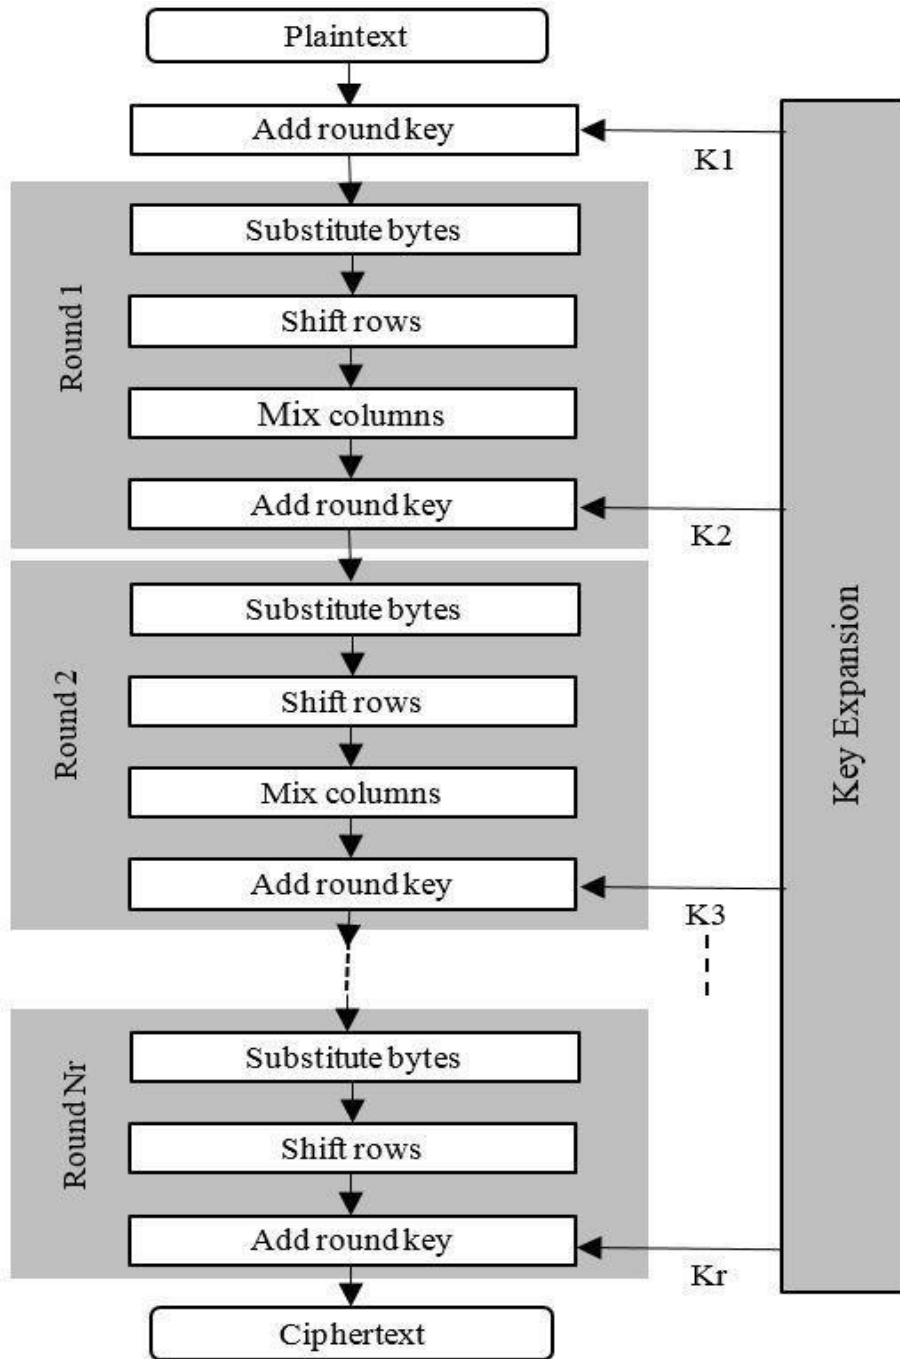 Plaintext
Add round key
K1
Round 1
Substitute bytes
Shift rows
Mix columns
Add round key
K2
Round 2
Substitute bytes
Shift rows
Mix columns
Add round key
K3
Key Expansion
Round Nr
Substitute bytes
Shift rows
Add round key
Kr
Ciphertext